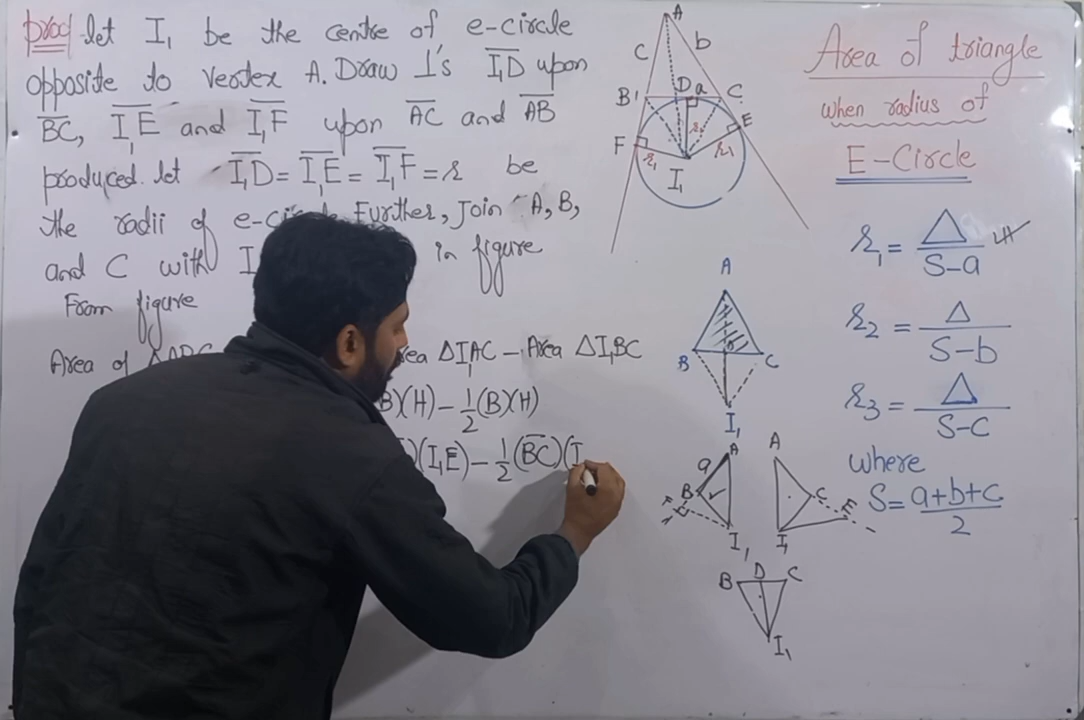 proof let I₁ be the centre of e-circle
opposite to vertex A. Draw ⊥'s I₁D upon
BC, I₁E and I₁F upon AC and AB
produced. let I₁D = I₁E = I₁F = r be
the radii of e-circle Further, Join A, B,
and C with I in figure
From figure
Area of ΔABC Area ΔI₁AC - Area ΔI₁BC
B)(H) - 1/2 (B)(H)
)(I₁E) - 1/2 (BC)(I
A
c b
B D a C
F E
r₁ r r₁
I₁
A
B D C
I₁
A
a
B
F
I₁
A
C
E
I₁
B D C
I₁
Area of triangle
when radius of
E-Circle
r₁ = Δ/S-a
r₂ = Δ/S-b
r₃ = Δ/S-c
where
S = a+b+c/2